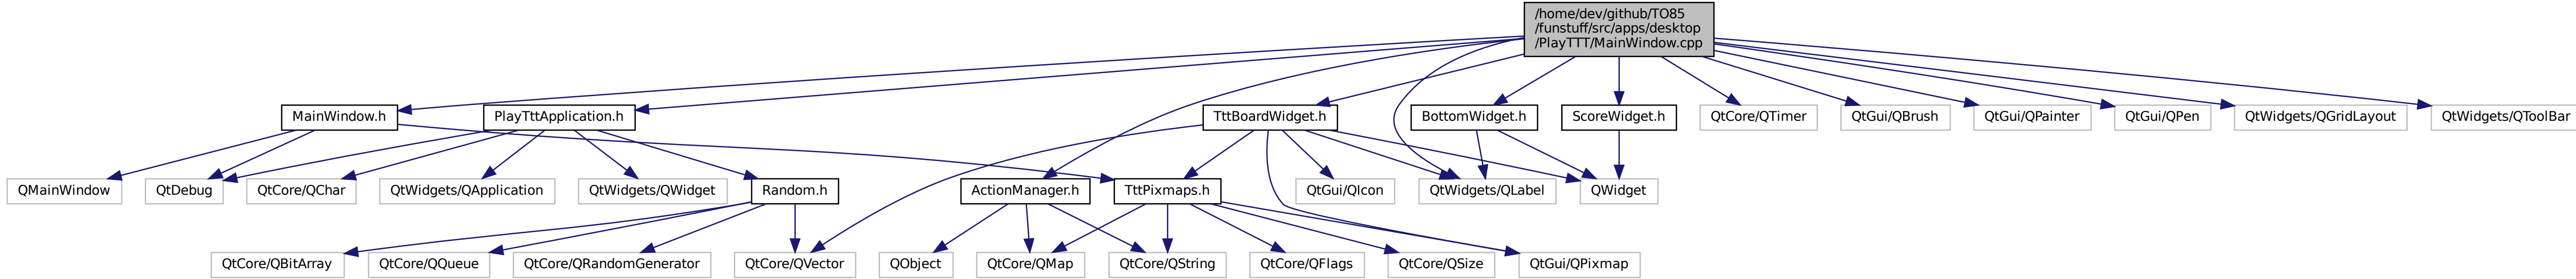 /home/dev/github/TO85
/funstuff/src/apps/desktop
/PlayTTT/MainWindow.cpp
MainWindow.h
PlayTttApplication.h
TttBoardWidget.h
BottomWidget.h
ScoreWidget.h
QtCore/QTimer
QtGui/QBrush
QtGui/QPainter
QtGui/QPen
QtWidgets/QGridLayout
QtWidgets/QToolBar
QMainWindow
QtDebug
QtCore/QChar
QtWidgets/QApplication
QtWidgets/QWidget
Random.h
ActionManager.h
TttPixmaps.h
QtGui/QIcon
QtWidgets/QLabel
QWidget
QtCore/QBitArray
QtCore/QQueue
QtCore/QRandomGenerator
QtCore/QVector
QObject
QtCore/QMap
QtCore/QString
QtCore/QFlags
QtCore/QSize
QtGui/QPixmap